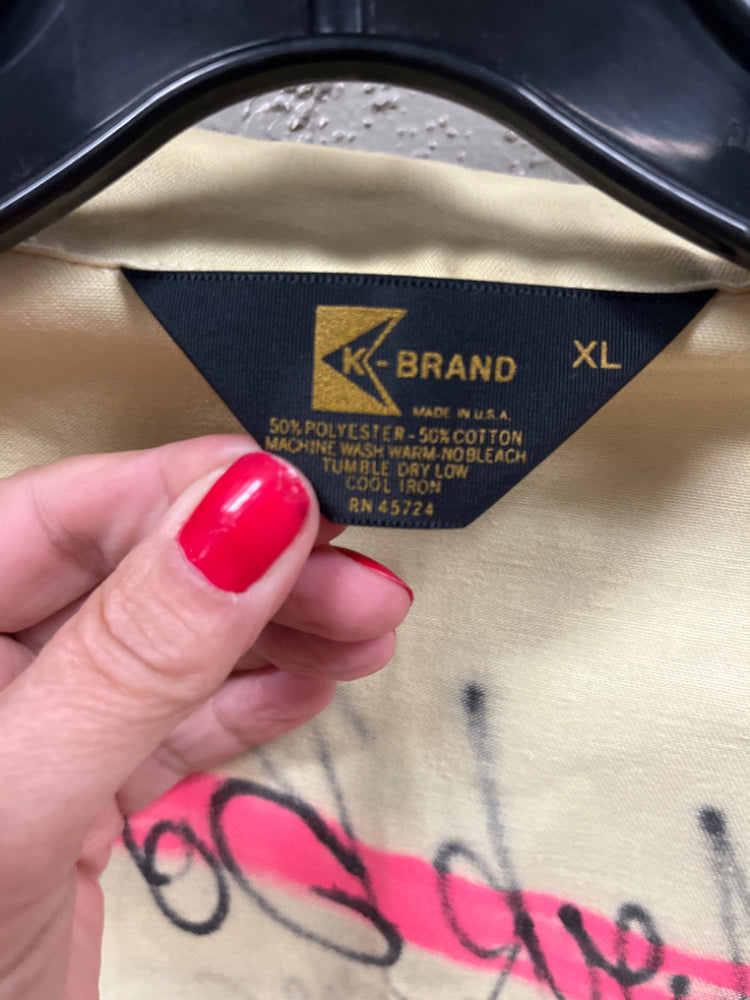 K-BRAND XL
MADE IN U.S.A.
50% POLYESTER-50% COTTON
MACHINE WASH WARM-NO BLEACH
TUMBLE DRY LOW
COOL IRON
RN 45724